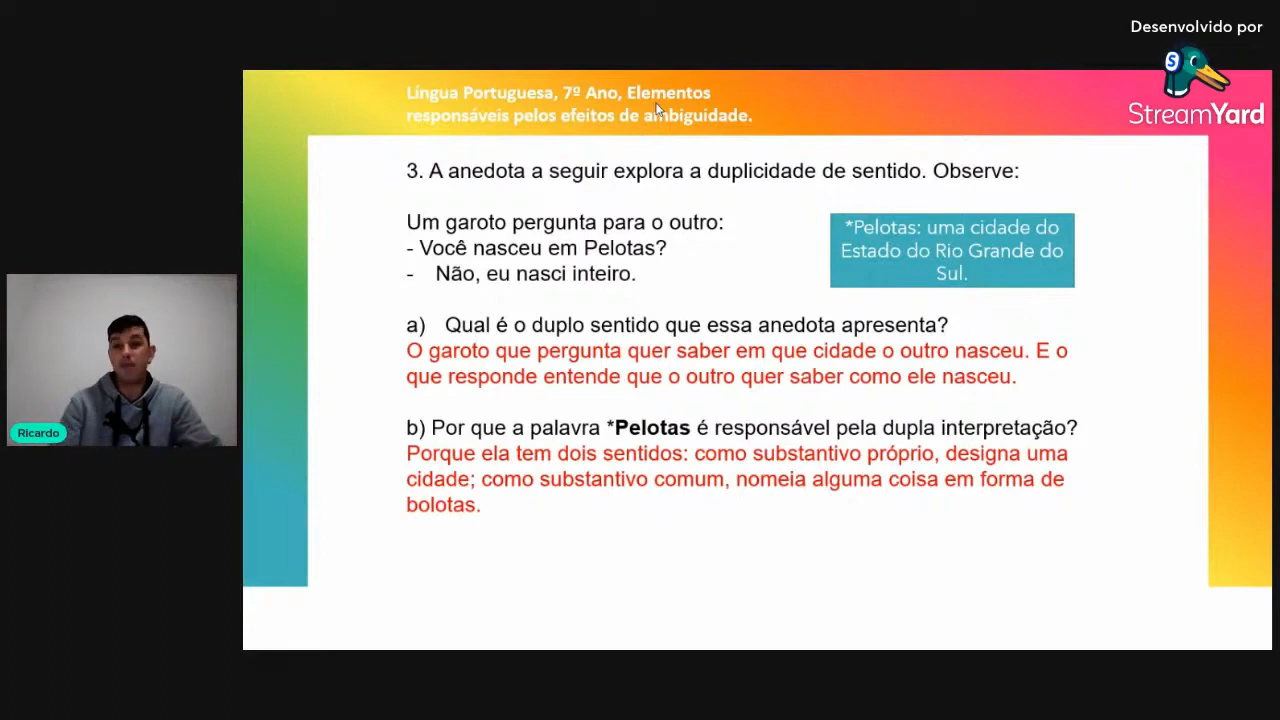 Desenvolvido por
StreamYard
Língua Portuguesa, 7º Ano, Elementos
responsáveis pelos efeitos de ambiguidade.
3. A anedota a seguir explora a duplicidade de sentido. Observe:
Um garoto pergunta para o outro:
- Você nasceu em Pelotas?
- Não, eu nasci inteiro.
*Pelotas: uma cidade do
Estado do Rio Grande do
Sul.
a) Qual é o duplo sentido que essa anedota apresenta?
O garoto que pergunta quer saber em que cidade o outro nasceu. E o
que responde entende que o outro quer saber como ele nasceu.
b) Por que a palavra *Pelotas é responsável pela dupla interpretação?
Porque ela tem dois sentidos: como substantivo próprio, designa uma
cidade; como substantivo comum, nomeia alguma coisa em forma de
bolotas.
Ricardo